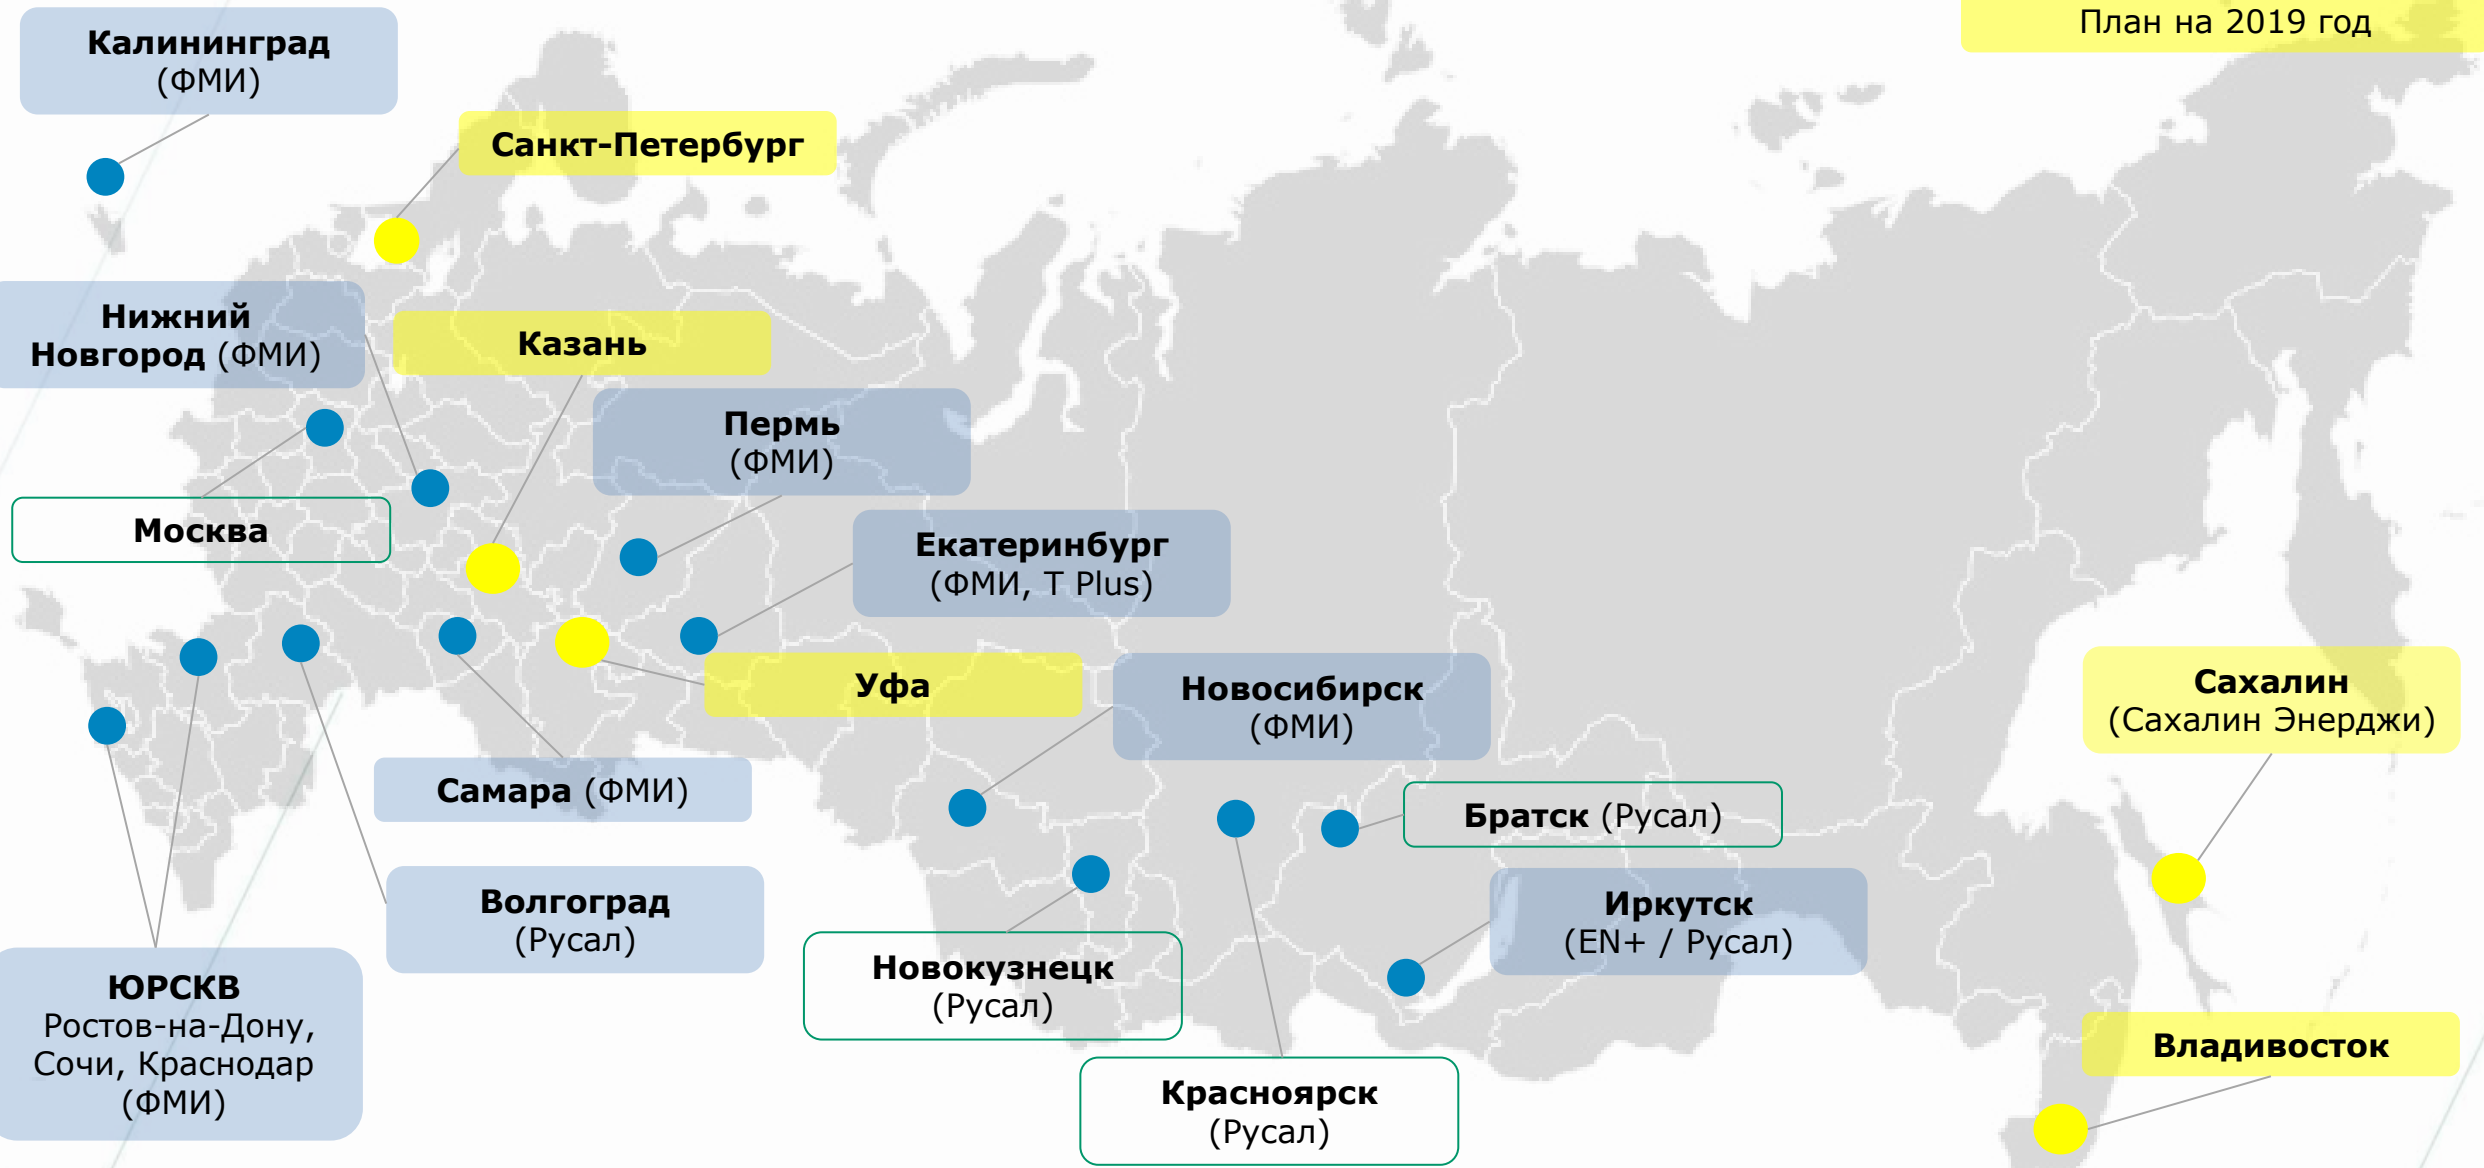 План на 2019 год
Калининград
(ФМИ)
Санкт-Петербург
Нижний
Новгород (ФМИ)
Казань
Пермь
(ФМИ)
Москва
Екатеринбург
(ФМИ, T Plus)
Уфа
Новосибирск
(ФМИ)
Сахалин
(Сахалин Энерджи)
Самара (ФМИ)
Братск (Русал)
Волгоград
(Русал)
Иркутск
(EN+ / Русал)
Новокузнецк
(Русал)
ЮРСКВ
Ростов-на-Дону,
Сочи, Краснодар
(ФМИ)
Владивосток
Красноярск
(Русал)